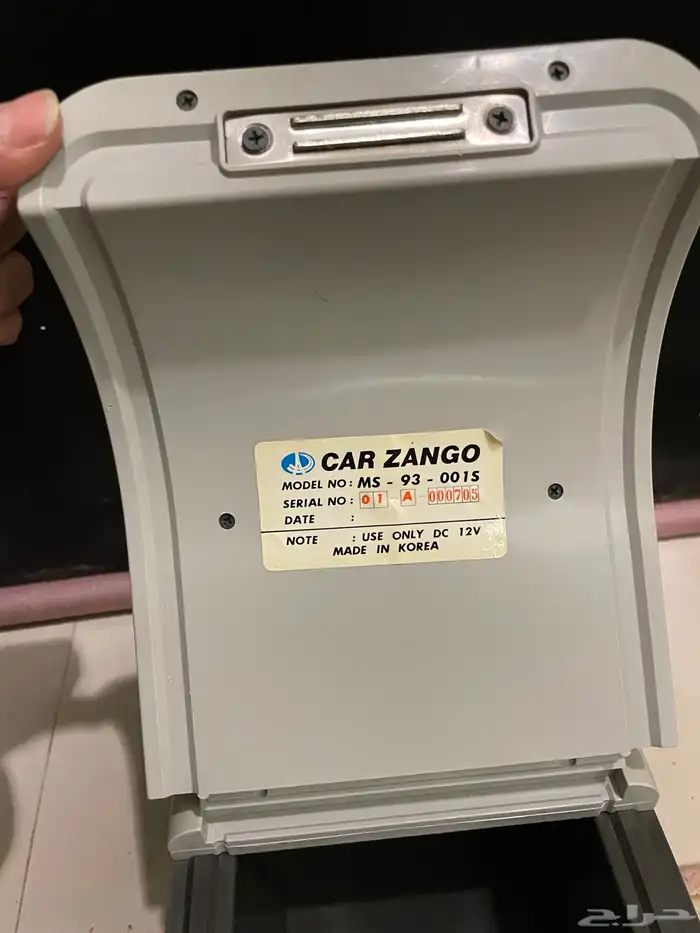 CAR ZANGO
MODEL NO: MS - 93 - 001S
SERIAL NO: 01 - A - 000705
DATE :
NOTE : USE ONLY DC 12V
MADE IN KOREA
حراج